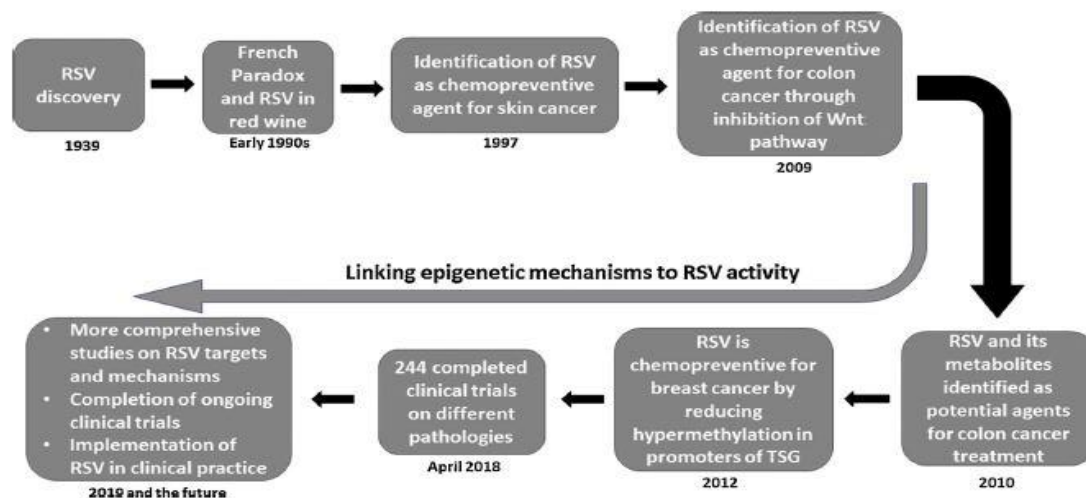 RSV
discovery
1939
French
Paradox
and RSV in
red wine
Early 1990s
Identification of RSV
as chemopreventive
agent for skin cancer
1997
Identification of RSV
as chemopreventive
agent for colon
cancer through
inhibition of Wnt
pathway
2009
Linking epigenetic mechanisms to RSV activity
RSV and its
metabolites
identified as
potential agents
for colon cancer
treatment
2010
RSV is
chemopreventive for
breast cancer by
reducing
hypermethylation in
promoters of TSG
2012
244 completed
clinical trials
on different
pathologies
April 2018
• More comprehensive
studies on RSV targets
and mechanisms
• Completion of ongoing
clinical trials
• Implementation of
RSV in clinical practice
2019 and the future